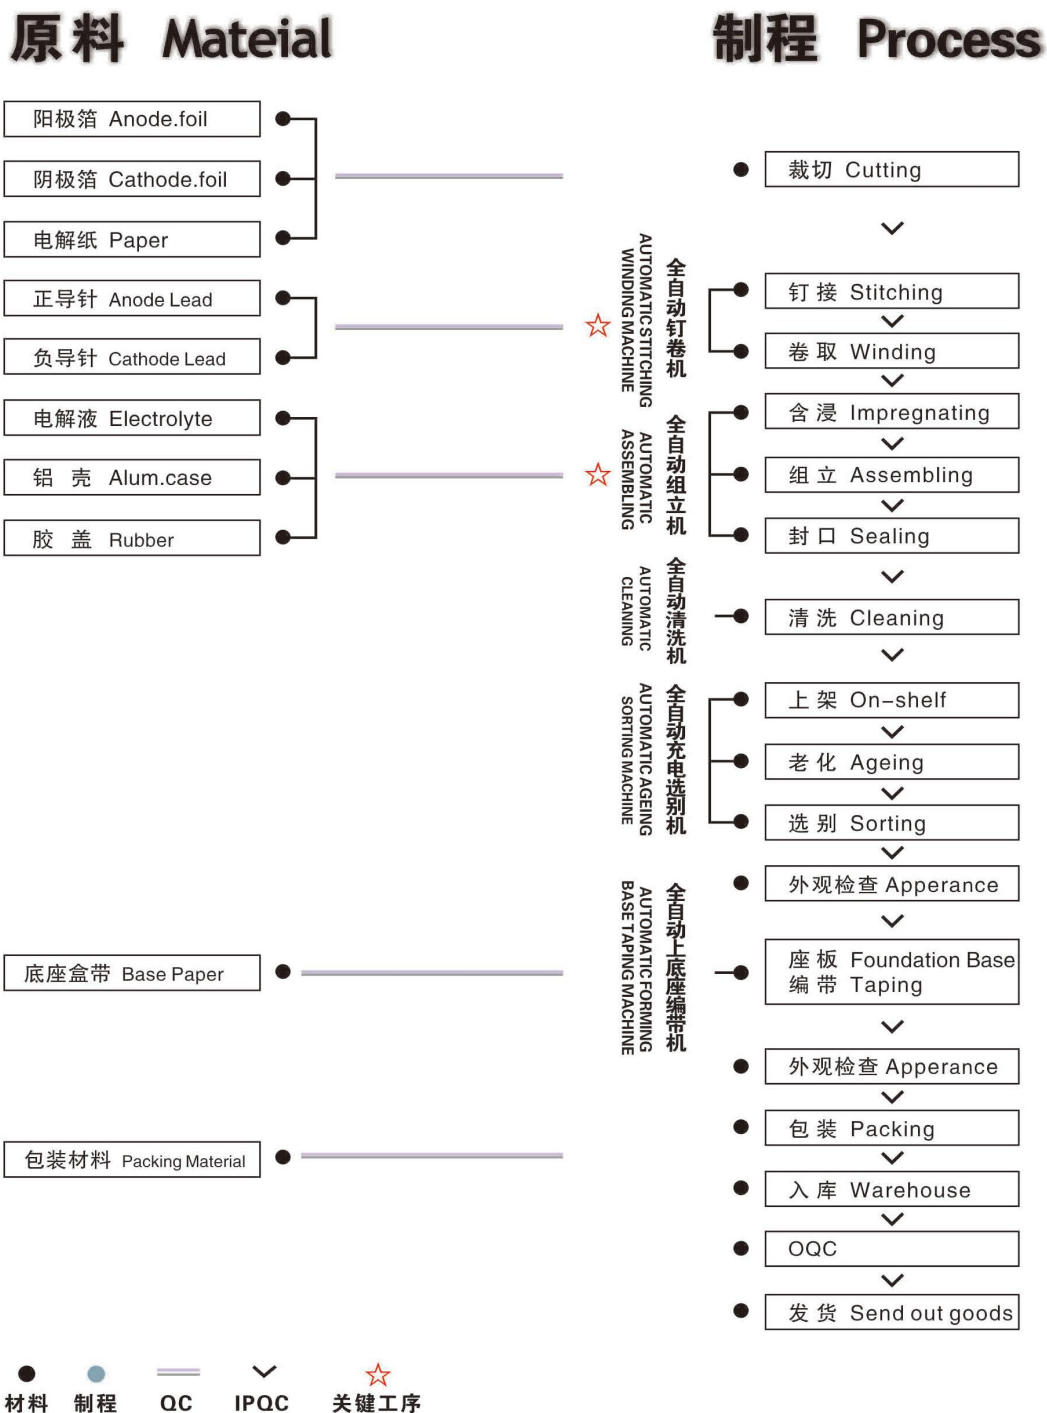 原料 Mateial
制程 Process
阳极箔 Anode.foil
阴极箔 Cathode.foil
电解纸 Paper
正导针 Anode Lead
负导针 Cathode Lead
电解液 Electrolyte
铝 壳 Alum.case
胶 盖 Rubber
底座盒带 Base Paper
包装材料 Packing Material
全自动钉卷机
AUTOMATIC STITCHING
WINDING MACHINE
全自动组立机
AUTOMATIC
ASSEMBLING
全自动清洗机
AUTOMATIC
CLEANING
全自动充电选别机
AUTOMATIC AGEING
SORTING MACHINE
全自动上底座编带机
AUTOMATIC FORMING
BASE TAPING MACHINE
裁切 Cutting
钉 接 Stitching
卷 取 Winding
含 浸 Impregnating
组 立 Assembling
封 口 Sealing
清 洗 Cleaning
上 架 On-shelf
老 化 Ageing
选 别 Sorting
外观检查 Apperance
座 板 Foundation Base
编 带 Taping
外观检查 Apperance
包 装 Packing
入 库 Warehouse
OQC
发 货 Send out goods
材料 制程 QC IPQC 关键工序